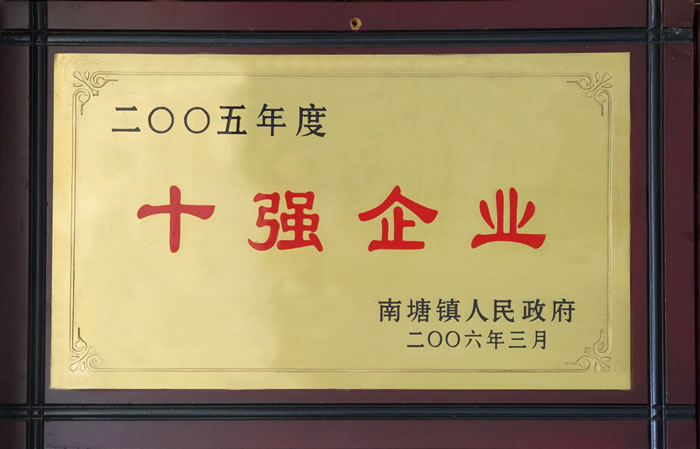 二〇〇五年度
十强企业
南塘镇人民政府
二〇〇六年三月